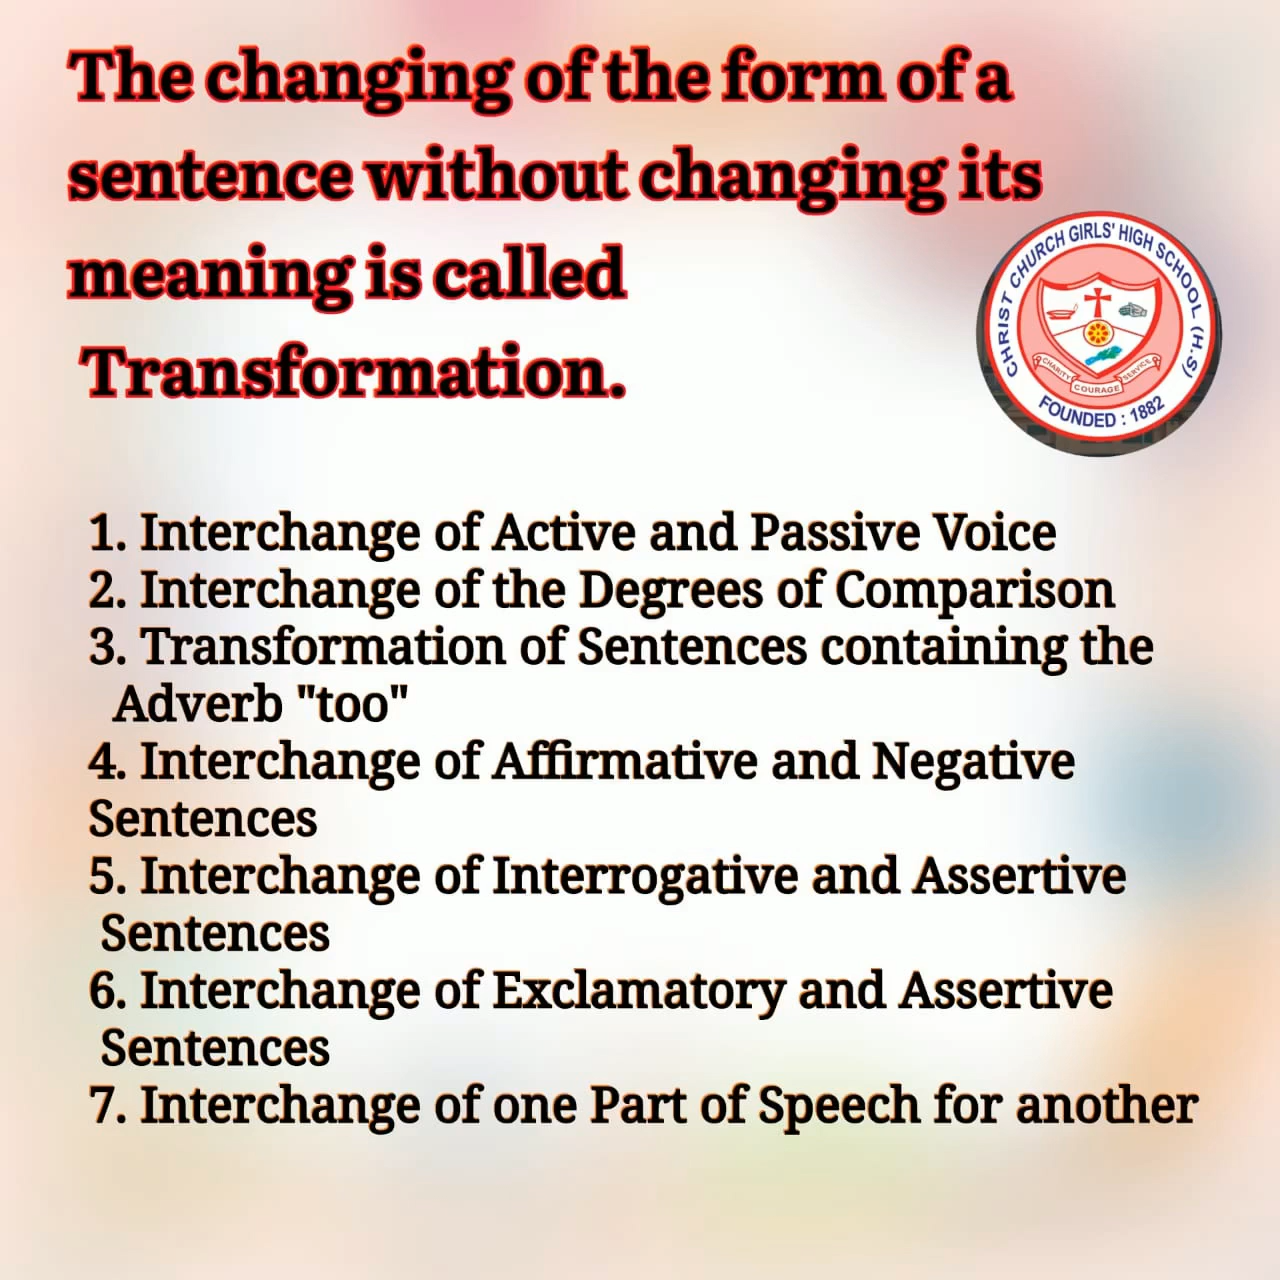 The changing of the form of a
sentence without changing its
meaning is called
Transformation.
CHRIST CHURCH GIRLS' HIGH SCHOOL (H.S)
CHARITY
COURAGE
SERVICE
FOUNDED : 1882
1. Interchange of Active and Passive Voice
2. Interchange of the Degrees of Comparison
3. Transformation of Sentences containing the
Adverb "too"
4. Interchange of Affirmative and Negative
Sentences
5. Interchange of Interrogative and Assertive
Sentences
6. Interchange of Exclamatory and Assertive
Sentences
7. Interchange of one Part of Speech for another